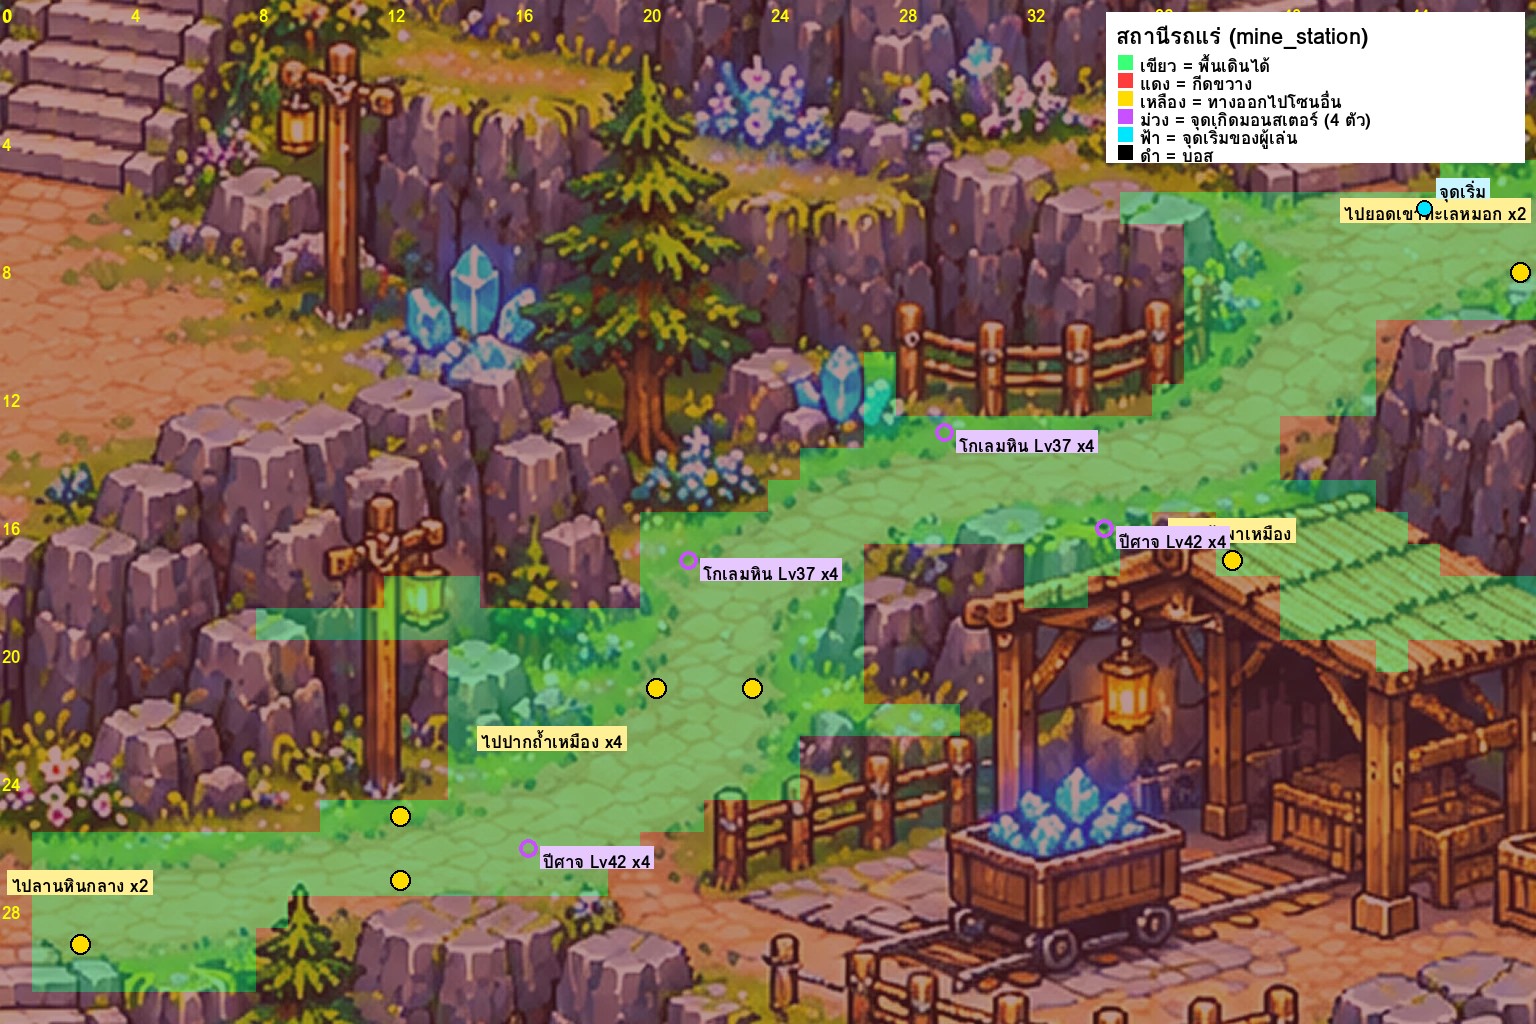 0 4 8 12 16 20 24 28 32
สถานีรถแร่ (mine_station)
เขียว = พื้นเดินได้
แดง = กีดขวาง
เหลือง = ทางออกไปโซนอื่น
ม่วง = จุดเกิดมอนสเตอร์ (4 ตัว)
ฟ้า = จุดเริ่มของผู้เล่น
ดำ = บอส
4
จุดเริ่ม
ไปยอดเขาทะเลหมอก x2
8
12
โกเลมหิน Lv37 x4
16
ปีศาจ Lv42 x4
าเหมือง
โกเลมหิน Lv37 x4
20
ไปปากถ้ำเหมือง x4
24
ปีศาจ Lv42 x4
ไปลานหินกลาง x2
28